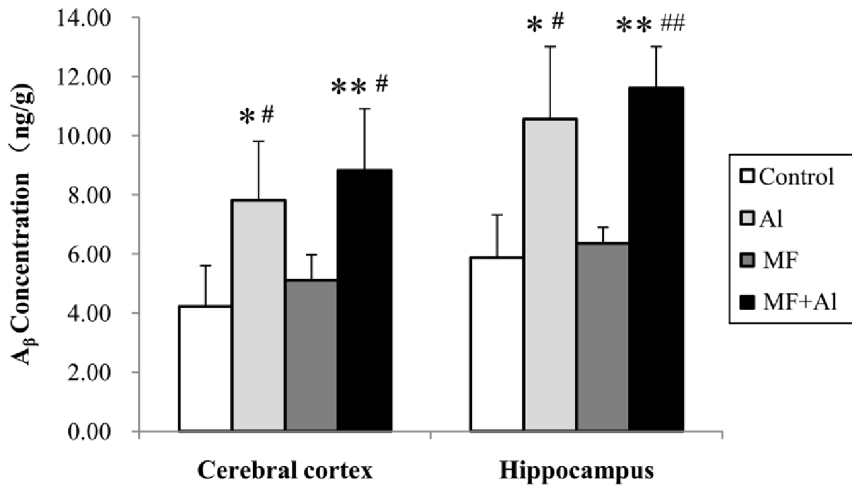 14.00
12.00
10.00
8.00
6.00
4.00
2.00
0.00
Aβ Concentration（ng/g)
* #
** #
* #
** ##
Cerebral cortex
Hippocampus
Control
Al
MF
MF+Al